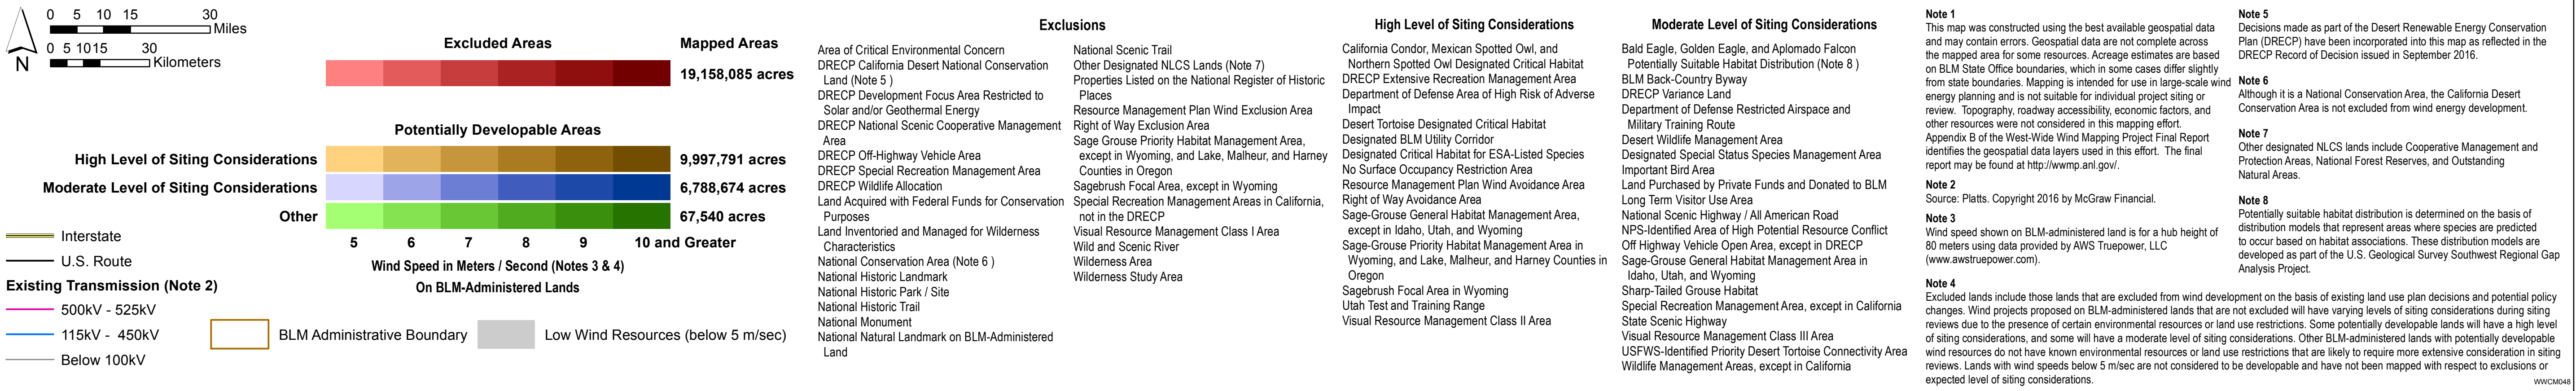 0 5 10 15 30
Miles
0 5 10 15 30
Kilometers
N
Excluded Areas
Mapped Areas
19,158,085 acres
Potentially Developable Areas
High Level of Siting Considerations
9,997,791 acres
Moderate Level of Siting Considerations
6,788,674 acres
Other
67,540 acres
5 6 7 8 9 10 and Greater
Wind Speed in Meters / Second (Notes 3 & 4)
On BLM-Administered Lands
Interstate
U.S. Route
Existing Transmission (Note 2)
500kV - 525kV
115kV - 450kV
Below 100kV
BLM Administrative Boundary
Low Wind Resources (below 5 m/sec)
Exclusions
Area of Critical Environmental Concern
DRECP California Desert National Conservation
Land (Note 5 )
DRECP Development Focus Area Restricted to
Solar and/or Geothermal Energy
DRECP National Scenic Cooperative Management
Area
DRECP Off-Highway Vehicle Area
DRECP Special Recreation Management Area
DRECP Wildlife Allocation
Land Acquired with Federal Funds for Conservation
Purposes
Land Inventoried and Managed for Wilderness
Characteristics
National Conservation Area (Note 6 )
National Historic Landmark
National Historic Park / Site
National Historic Trail
National Monument
National Natural Landmark on BLM-Administered
Land
National Scenic Trail
Other Designated NLCS Lands (Note 7)
Properties Listed on the National Register of Historic
Places
Resource Management Plan Wind Exclusion Area
Right of Way Exclusion Area
Sage Grouse Priority Habitat Management Area,
except in Wyoming, and Lake, Malheur, and Harney
Counties in Oregon
Sagebrush Focal Area, except in Wyoming
Special Recreation Management Areas in California,
not in the DRECP
Visual Resource Management Class I Area
Wild and Scenic River
Wilderness Area
Wilderness Study Area
High Level of Siting Considerations
California Condor, Mexican Spotted Owl, and
Northern Spotted Owl Designated Critical Habitat
DRECP Extensive Recreation Management Area
Department of Defense Area of High Risk of Adverse
Impact
Desert Tortoise Designated Critical Habitat
Designated BLM Utility Corridor
Designated Critical Habitat for ESA-Listed Species
No Surface Occupancy Restriction Area
Resource Management Plan Wind Avoidance Area
Right of Way Avoidance Area
Sage-Grouse General Habitat Management Area,
except in Idaho, Utah, and Wyoming
Sage-Grouse Priority Habitat Management Area in
Wyoming, and Lake, Malheur, and Harney Counties in
Oregon
Sagebrush Focal Area in Wyoming
Utah Test and Training Range
Visual Resource Management Class II Area
Moderate Level of Siting Considerations
Bald Eagle, Golden Eagle, and Aplomado Falcon
Potentially Suitable Habitat Distribution (Note 8 )
BLM Back-Country Byway
DRECP Variance Land
Department of Defense Restricted Airspace and
Military Training Route
Desert Wildlife Management Area
Designated Special Status Species Management Area
Important Bird Area
Land Purchased by Private Funds and Donated to BLM
Long Term Visitor Use Area
National Scenic Highway / All American Road
NPS-Identified Area of High Potential Resource Conflict
Off Highway Vehicle Open Area, except in DRECP
Sage-Grouse General Habitat Management Area in
Idaho, Utah, and Wyoming
Sharp-Tailed Grouse Habitat
Special Recreation Management Area, except in California
State Scenic Highway
Visual Resource Management Class III Area
USFWS-Identified Priority Desert Tortoise Connectivity Area
Wildlife Management Areas, except in California
Note 1
This map was constructed using the best available geospatial data
and may contain errors. Geospatial data are not complete across
the mapped area for some resources. Acreage estimates are based
on BLM State Office boundaries, which in some cases differ slightly
from state boundaries. Mapping is intended for use in large-scale wind
energy planning and is not suitable for individual project siting or
review. Topography, roadway accessibility, economic factors, and
other resources were not considered in this mapping effort.
Appendix B of the West-Wide Wind Mapping Project Final Report
identifies the geospatial data layers used in this effort. The final
report may be found at http://wwmp.anl.gov/.
Note 2
Source: Platts. Copyright 2016 by McGraw Financial.
Note 3
Wind speed shown on BLM-administered land is for a hub height of
80 meters using data provided by AWS Truepower, LLC
(www.awstruepower.com).
Note 5
Decisions made as part of the Desert Renewable Energy Conservation
Plan (DRECP) have been incorporated into this map as reflected in the
DRECP Record of Decision issued in September 2016.
Note 6
Although it is a National Conservation Area, the California Desert
Conservation Area is not excluded from wind energy development.
Note 7
Other designated NLCS lands include Cooperative Management and
Protection Areas, National Forest Reserves, and Outstanding
Natural Areas.
Note 8
Potentially suitable habitat distribution is determined on the basis of
distribution models that represent areas where species are predicted
to occur based on habitat associations. These distribution models are
developed as part of the U.S. Geological Survey Southwest Regional Gap
Analysis Project.
Note 4
Excluded lands include those lands that are excluded from wind development on the basis of existing land use plan decisions and potential policy
changes. Wind projects proposed on BLM-administered lands that are not excluded will have varying levels of siting considerations during siting
reviews due to the presence of certain environmental resources or land use restrictions. Some potentially developable lands will have a high level
of siting considerations, and some will have a moderate level of siting considerations. Other BLM-administered lands with potentially developable
wind resources do not have known environmental resources or land use restrictions that are likely to require more extensive consideration in siting
reviews. Lands with wind speeds below 5 m/sec are not considered to be developable and have not been mapped with respect to exclusions or
expected level of siting considerations.
WWCM048